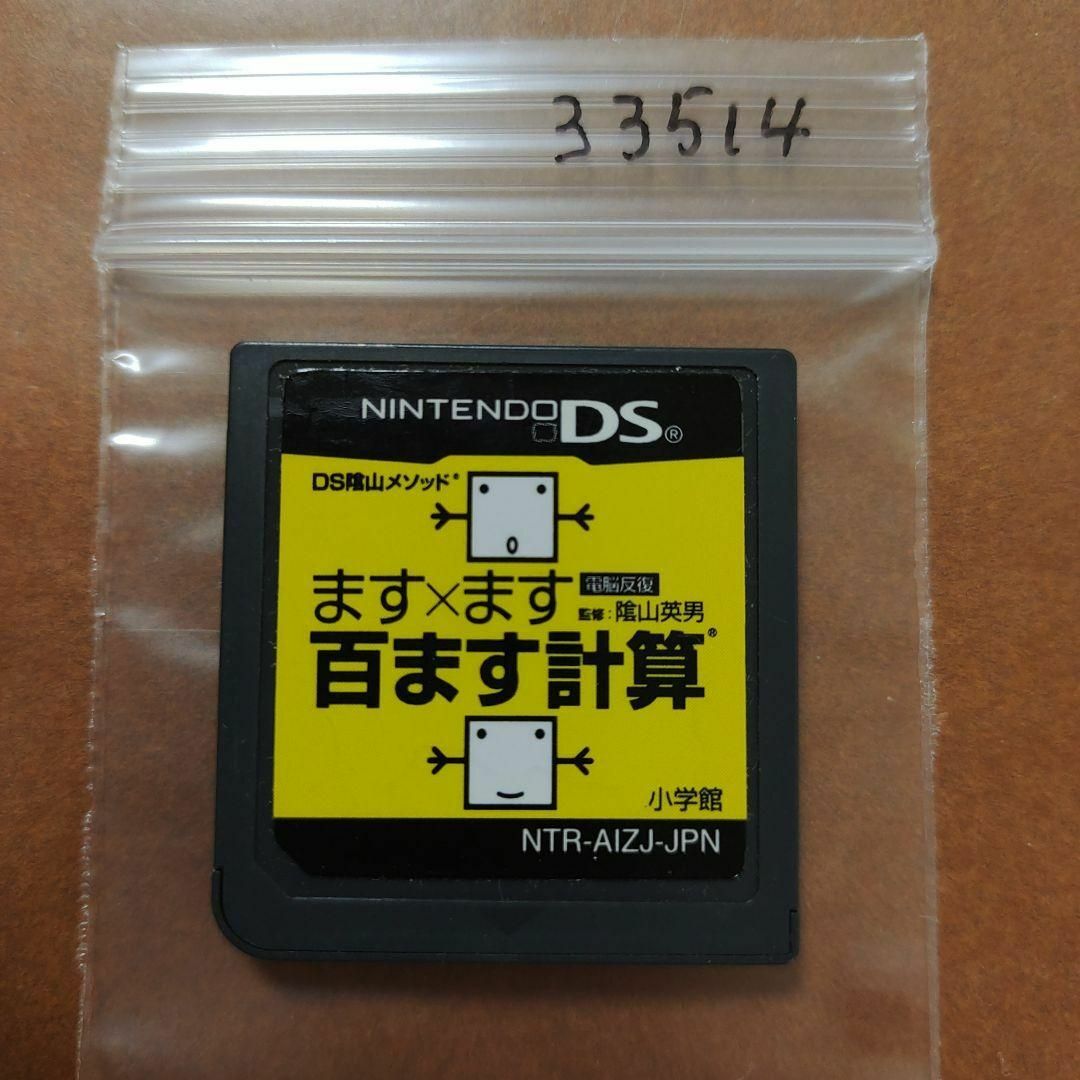 33514
NINTENDO DS®
DS陰山メソッド®
ます×ます 電脳反復
監修:陰山英男
百ます計算®
小学館
NTR-AIZJ-JPN